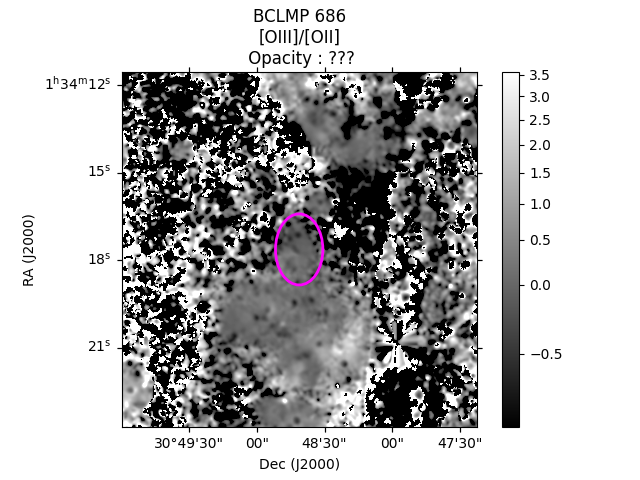 BCLMP 686
[OIII]/[OII]
Opacity : ???
1h34m12s
15s
18s
21s
RA (J2000)
30°49'30"
00"
48'30"
00"
47'30"
Dec (J2000)
3.5
3.0
2.5
2.0
1.5
1.0
0.5
0.0
−0.5